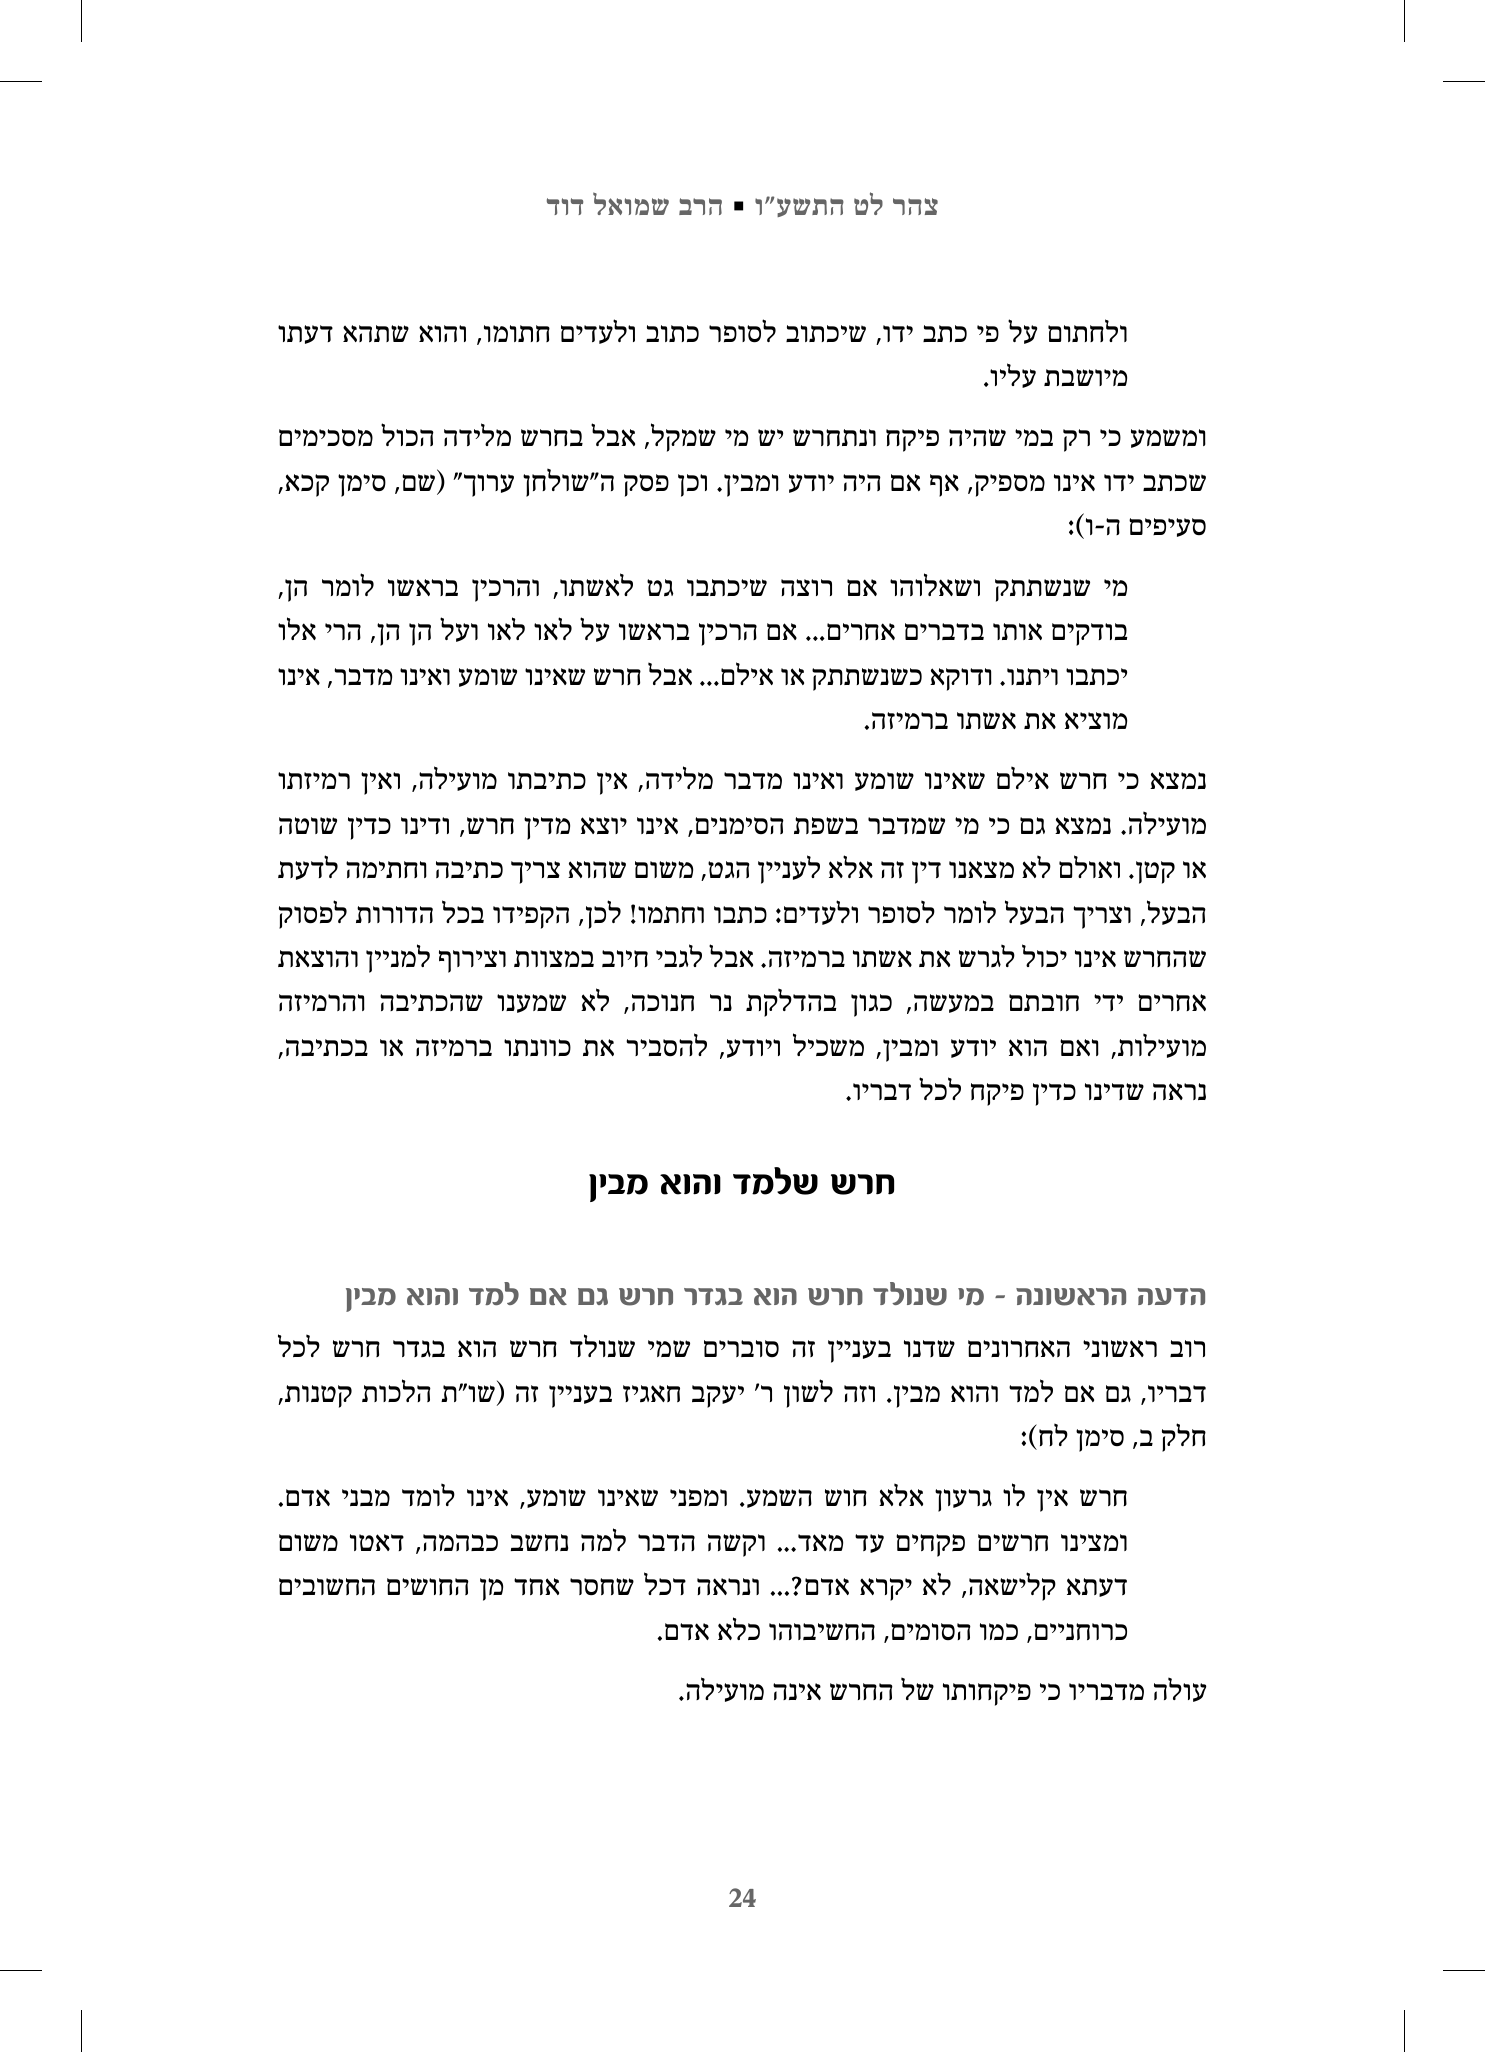 צהר לט התשע"ו ▪ הרב שמואל דוד
ולחתום על פי כתב ידו, שיכתוב לסופר כתוב ולעדים חתומו, והוא שתהא דעתו
מיושבת עליו.
ומשמע כי רק במי שהיה פיקח ונתחרש יש מי שמקל, אבל בחרש מלידה הכול מסכימים
שכתב ידו אינו מספיק, אף אם היה יודע ומבין. וכן פסק ה"שולחן ערוך" (שם, סימן קכא,
סעיפים ה-ו):
מי שנשתתק ושאלוהו אם רוצה שיכתבו גט לאשתו, והרכין בראשו לומר הן,
בודקים אותו בדברים אחרים... אם הרכין בראשו על לאו לאו ועל הן הן, הרי אלו
יכתבו ויתנו. ודוקא כשנשתתק או אילם... אבל חרש שאינו שומע ואינו מדבר, אינו
מוציא את אשתו ברמיזה.
נמצא כי חרש אילם שאינו שומע ואינו מדבר מלידה, אין כתיבתו מועילה, ואין רמיזתו
מועילה. נמצא גם כי מי שמדבר בשפת הסימנים, אינו יוצא מדין חרש, ודינו כדין שוטה
או קטן. ואולם לא מצאנו דין זה אלא לעניין הגט, משום שהוא צריך כתיבה וחתימה לדעת
הבעל, וצריך הבעל לומר לסופר ולעדים: כתבו וחתמו! לכן, הקפידו בכל הדורות לפסוק
שהחרש אינו יכול לגרש את אשתו ברמיזה. אבל לגבי חיוב במצוות וצירוף למניין והוצאת
אחרים ידי חובתם במעשה, כגון בהדלקת נר חנוכה, לא שמענו שהכתיבה והרמיזה
מועילות, ואם הוא יודע ומבין, משכיל ויודע, להסביר את כוונתו ברמיזה או בכתיבה,
נראה שדינו כדין פיקח לכל דבריו.
חרש שלמד והוא מבין
הדעה הראשונה - מי שנולד חרש הוא בגדר חרש גם אם למד והוא מבין
רוב ראשוני האחרונים שדנו בעניין זה סוברים שמי שנולד חרש הוא בגדר חרש לכל
דבריו, גם אם למד והוא מבין. וזה לשון ר' יעקב חאגיז בעניין זה (שו"ת הלכות קטנות,
חלק ב, סימן לח):
חרש אין לו גרעון אלא חוש השמע. ומפני שאינו שומע, אינו לומד מבני אדם.
ומצינו חרשים פקחים עד מאד... וקשה הדבר למה נחשב כבהמה, דאטו משום
דעתא קלישאה, לא יקרא אדם?... ונראה דכל שחסר אחד מן החושים החשובים
כרוחניים, כמו הסומים, החשיבוהו כלא אדם.
עולה מדבריו כי פיקחותו של החרש אינה מועילה.
24